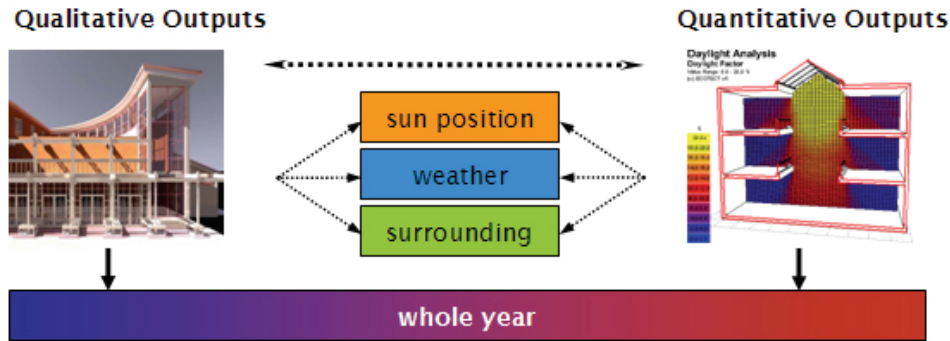 Qualitative Outputs
Quantitative Outputs
Daylight Analysis
Daylight Factor
sun position
weather
surrounding
whole year